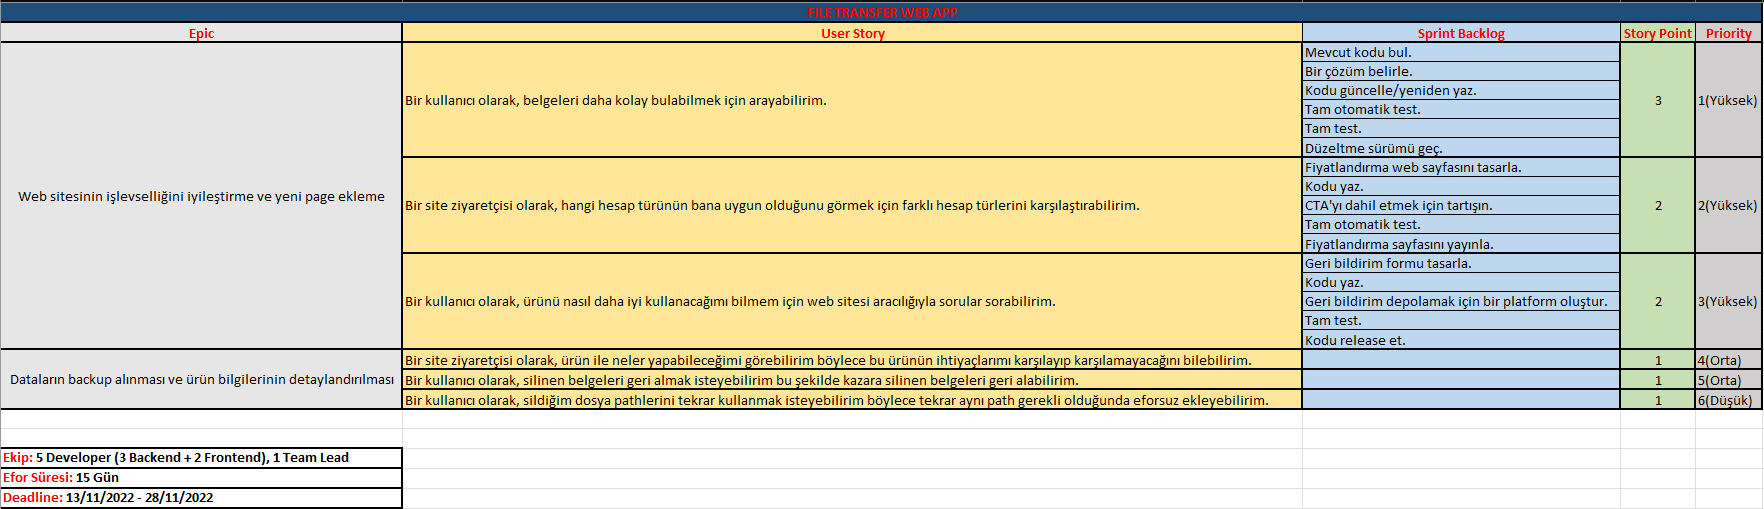 FILE TRANSFER WEB APP
Epic User Story Sprint Backlog Story Point Priority
Web sitesinin işlevselliğini iyileştirme ve yeni page ekleme
Bir kullanıcı olarak, belgeleri daha kolay bulabilmek için arayabilirim.
Mevcut kodu bul.
Bir çözüm belirle.
Kodu güncelle/yeniden yaz.
Tam otomatik test.
Tam test.
Düzeltme sürümü geç.
3
1(Yüksek)
Bir site ziyaretçisi olarak, hangi hesap türünün bana uygun olduğunu görmek için farklı hesap türlerini karşılaştırabilirim.
Fiyatlandırma web sayfasını tasarla.
Kodu yaz.
CTA'yı dahil etmek için tartışın.
Tam otomatik test.
Fiyatlandırma sayfasını yayınla.
2
2(Yüksek)
Bir kullanıcı olarak, ürünü nasıl daha iyi kullanacağımı bilmem için web sitesi aracılığıyla sorular sorabilirim.
Geri bildirim formu tasarla.
Kodu yaz.
Geri bildirim depolamak için bir platform oluştur.
Tam test.
Kodu release et.
2
3(Yüksek)
Dataların backup alınması ve ürün bilgilerinin detaylandırılması
Bir site ziyaretçisi olarak, ürün ile neler yapabileceğimi görebilirim böylece bu ürünün ihtiyaçlarımı karşılayıp karşılamayacağını bilebilirim. 1 4(Orta)
Bir kullanıcı olarak, silinen belgeleri geri almak isteyebilirim bu şekilde kazara silinen belgeleri geri alabilirim. 1 5(Orta)
Bir kullanıcı olarak, sildiğim dosya pathlerini tekrar kullanmak isteyebilirim böylece tekrar aynı path gerekli olduğunda eforsuz ekleyebilirim. 1 6(Düşük)
Ekip: 5 Developer (3 Backend + 2 Frontend), 1 Team Lead
Efor Süresi: 15 Gün
Deadline: 13/11/2022 - 28/11/2022